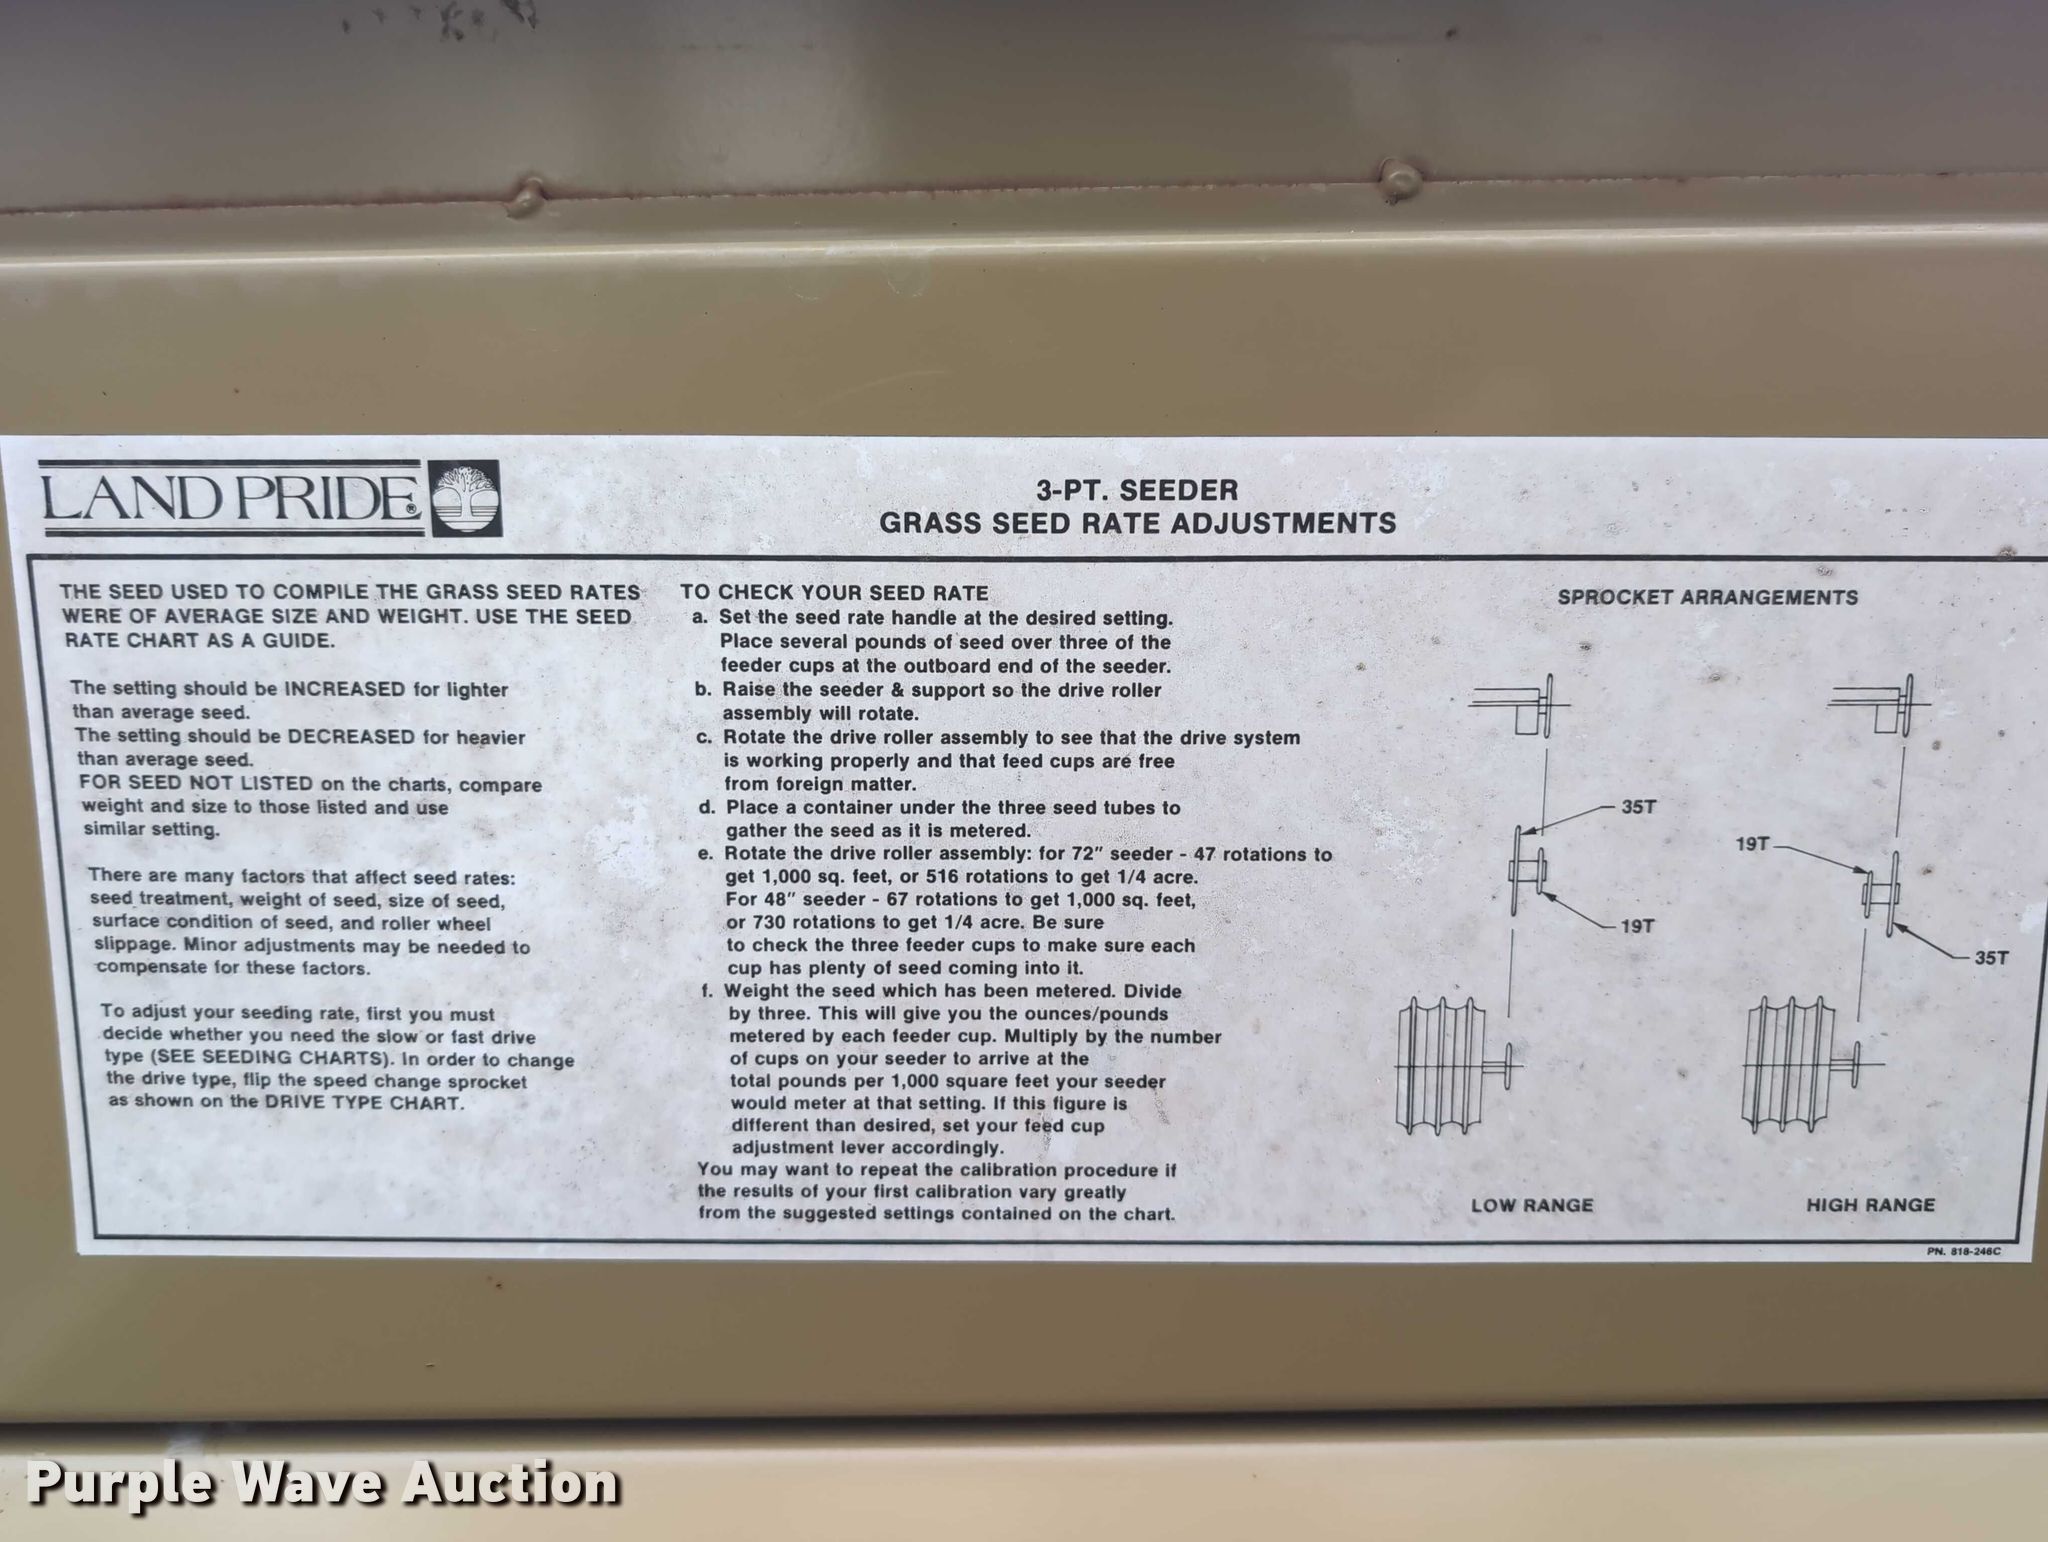 LAND PRIDE®
3-PT. SEEDER
GRASS SEED RATE ADJUSTMENTS
THE SEED USED TO COMPILE THE GRASS SEED RATES
WERE OF AVERAGE SIZE AND WEIGHT. USE THE SEED
RATE CHART AS A GUIDE.
The setting should be INCREASED for lighter
than average seed.
The setting should be DECREASED for heavier
than average seed.
FOR SEED NOT LISTED on the charts, compare
weight and size to those listed and use
similar setting.
There are many factors that affect seed rates:
seed treatment, weight of seed, size of seed,
surface condition of seed, and roller wheel
slippage. Minor adjustments may be needed to
compensate for these factors.
To adjust your seeding rate, first you must
decide whether you need the slow or fast drive
type (SEE SEEDING CHARTS). In order to change
the drive type, flip the speed change sprocket
as shown on the DRIVE TYPE CHART.
TO CHECK YOUR SEED RATE
a. Set the seed rate handle at the desired setting.
Place several pounds of seed over three of the
feeder cups at the outboard end of the seeder.
b. Raise the seeder & support so the drive roller
assembly will rotate.
c. Rotate the drive roller assembly to see that the drive system
is working properly and that feed cups are free
from foreign matter.
d. Place a container under the three seed tubes to
gather the seed as it is metered.
e. Rotate the drive roller assembly: for 72" seeder - 47 rotations to
get 1,000 sq. feet, or 516 rotations to get 1/4 acre.
For 48" seeder - 67 rotations to get 1,000 sq. feet,
or 730 rotations to get 1/4 acre. Be sure
to check the three feeder cups to make sure each
cup has plenty of seed coming into it.
f. Weight the seed which has been metered. Divide
by three. This will give you the ounces/pounds
metered by each feeder cup. Multiply by the number
of cups on your seeder to arrive at the
total pounds per 1,000 square feet your seeder
would meter at that setting. If this figure is
different than desired, set your feed cup
adjustment lever accordingly.
You may want to repeat the calibration procedure if
the results of your first calibration vary greatly
from the suggested settings contained on the chart.
SPROCKET ARRANGEMENTS
35T
19T
19T
35T
LOW RANGE
HIGH RANGE
PN. 818-246C
Purple Wave Auction